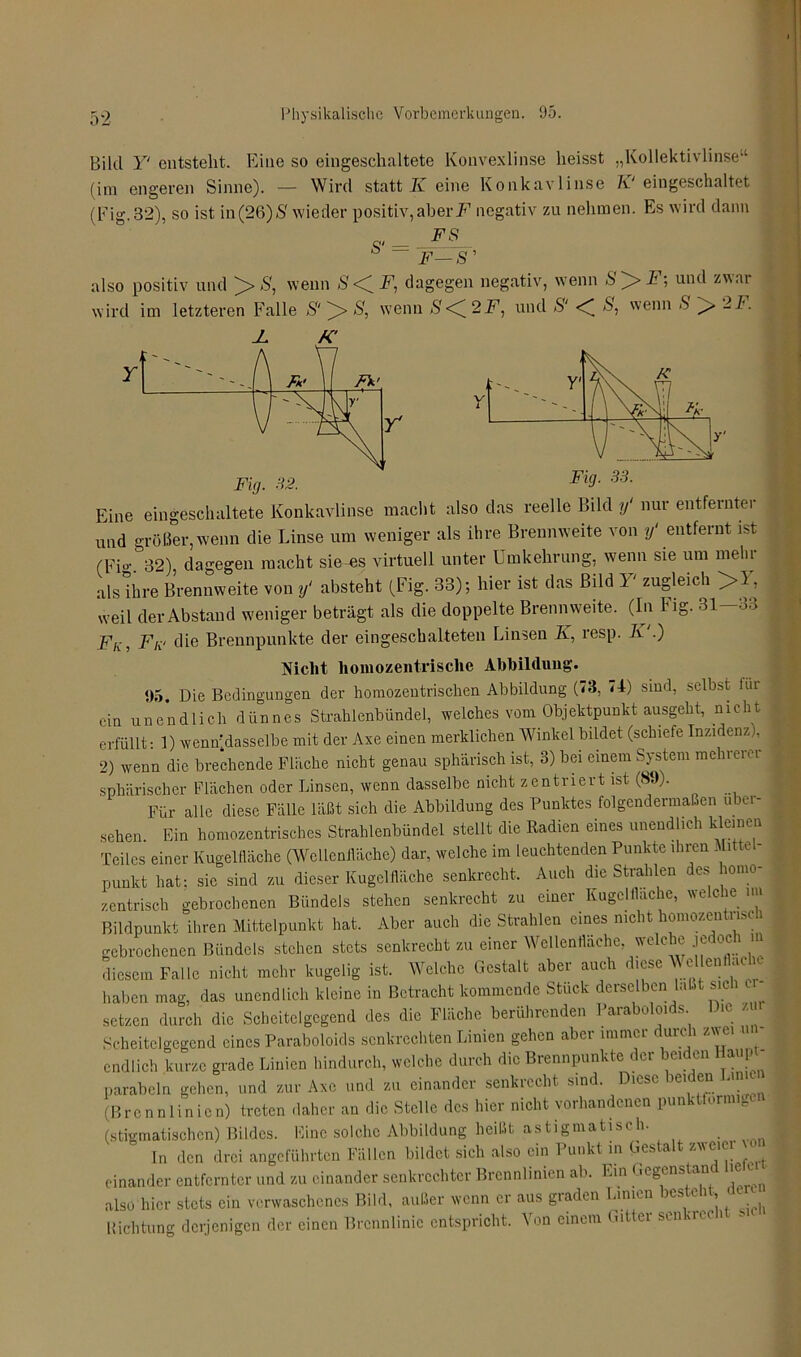 52 Physikalische Vorbemerkungen. 95.
Bild Y' entsteht. Eine so eingeschaltete Konvexlinse heisst „Kollektivlinse“
(im engeren Sinne). — Wird statt K eine Konkavlinse K' eingeschaltet
(Fig. 32), so ist in (26) S wieder positiv, aber F negativ zu nehmen. Es wird dann
S' = FS / F—S ,
also positiv und > S, wenn S < F, dagegen negativ, wenn S > F; und zwar
wird im letzteren Falle S' > S, wenn S < 2F, und S' < S, wenn S > 2F.
L K'
Y Fk' Fk' y' Y'
Y Y' L K' Fk' Fk' y'
Fig. 32. Fig. 33.
Eine eingeschaltete Konkavlinse macht also das reelle Bild y' nur entfernter
und größer, wenn die Linse um weniger als ihre Brennweite von y' entfernt ist
(Fig. 32), dagegen macht sie es virtuell unter Umkehrung, wenn sie um mehr
als ihre Brennweite von y' absteht (Fig. 33); hier ist das Bild Y' zugleich > Y,
weil der Abstand weniger beträgt als die doppelte Brennweite. (In Fig. 31—33
FK, FK' die Brennpunkte der eingeschalteten Linsen K, resp. K'.)
Nicht homozentrische Abbildung.
95. Die Bedingungen der homozentrischen Abbildung (73, 74) sind, selbst für
ein unendlich dünnes Strahlenbündel, welches vom Objektpunkt ausgeht, nicht
erfüllt: 1) wenn dasselbe mit der Axe einen merklichen Winkel bildet (schiefe Inzidenz),
2) wenn die brechende Fläche nicht genau sphärisch ist, 3) bei einem System mehrerer
sphärischer Flächen oder Linsen, wenn dasselbe nicht zentriert ist (89).
Für alle diese Fälle läßt sich die Abbildung des Punktes folgendermaßen über-
sehen. Ein homozentrisches Strahlenbündel stellt die Radien eines unendlich kleinen
Teiles einer Kugelfläche (Wellenfläche) dar, welche im leuchtenden Punkte ihren Mittel-
punkt hat; sie sind zu dieser Kugelfläche senkrecht. Auch die Strahlen des homo-
zentrisch gebrochenen Bündels stehen senkrecht zu einer Kugelfläche, welche im
Bildpunkt ihren Mittelpunkt hat. Aber auch die Strahlen eines nicht homozentrisch
gebrochenen Bündels stehen stets senkrecht zu einer Wellenfläche, welche jedoch in
diesem Falle nicht mehr kugelig ist. Welche Gestalt aber auch diese Wellenfläche
haben mag, das unendlich kleine in Betracht kommende Stück derselben läßt sich er-
setzen durch die Scheitelgegend des die Fläche berührenden Paraboloids. Die zur
Scheitelgegend eines Paraboloids senkrechten Linien gehen aber immer durch zwei un-
endlich kurze grade Linien hindurch, welche durch die Brennpunkte der beiden Haupt-
parabeln gehen, und zur Axe und zu einander senkrecht sind. Diese beiden Linien
(Brennlinien) treten daher an die Stelle des hier nicht vorhandenen punktförmigen
(stigmatischen) Bildes. Eine solche Abbildung heißt astigmatisch.
In den drei angeführten Fällen bildet sich also ein Punkt in Gestalt zweier von
einander entfernter und zu einander senkrechter Brennlinien ab. Ein Gegenstand liefert
also hier stets ein verwaschenes Bild, außer wenn er aus graden Linien besteht, deren
Richtung derjenigen der einen Brennlinie entspricht. Von einem Gitter senkrecht sich